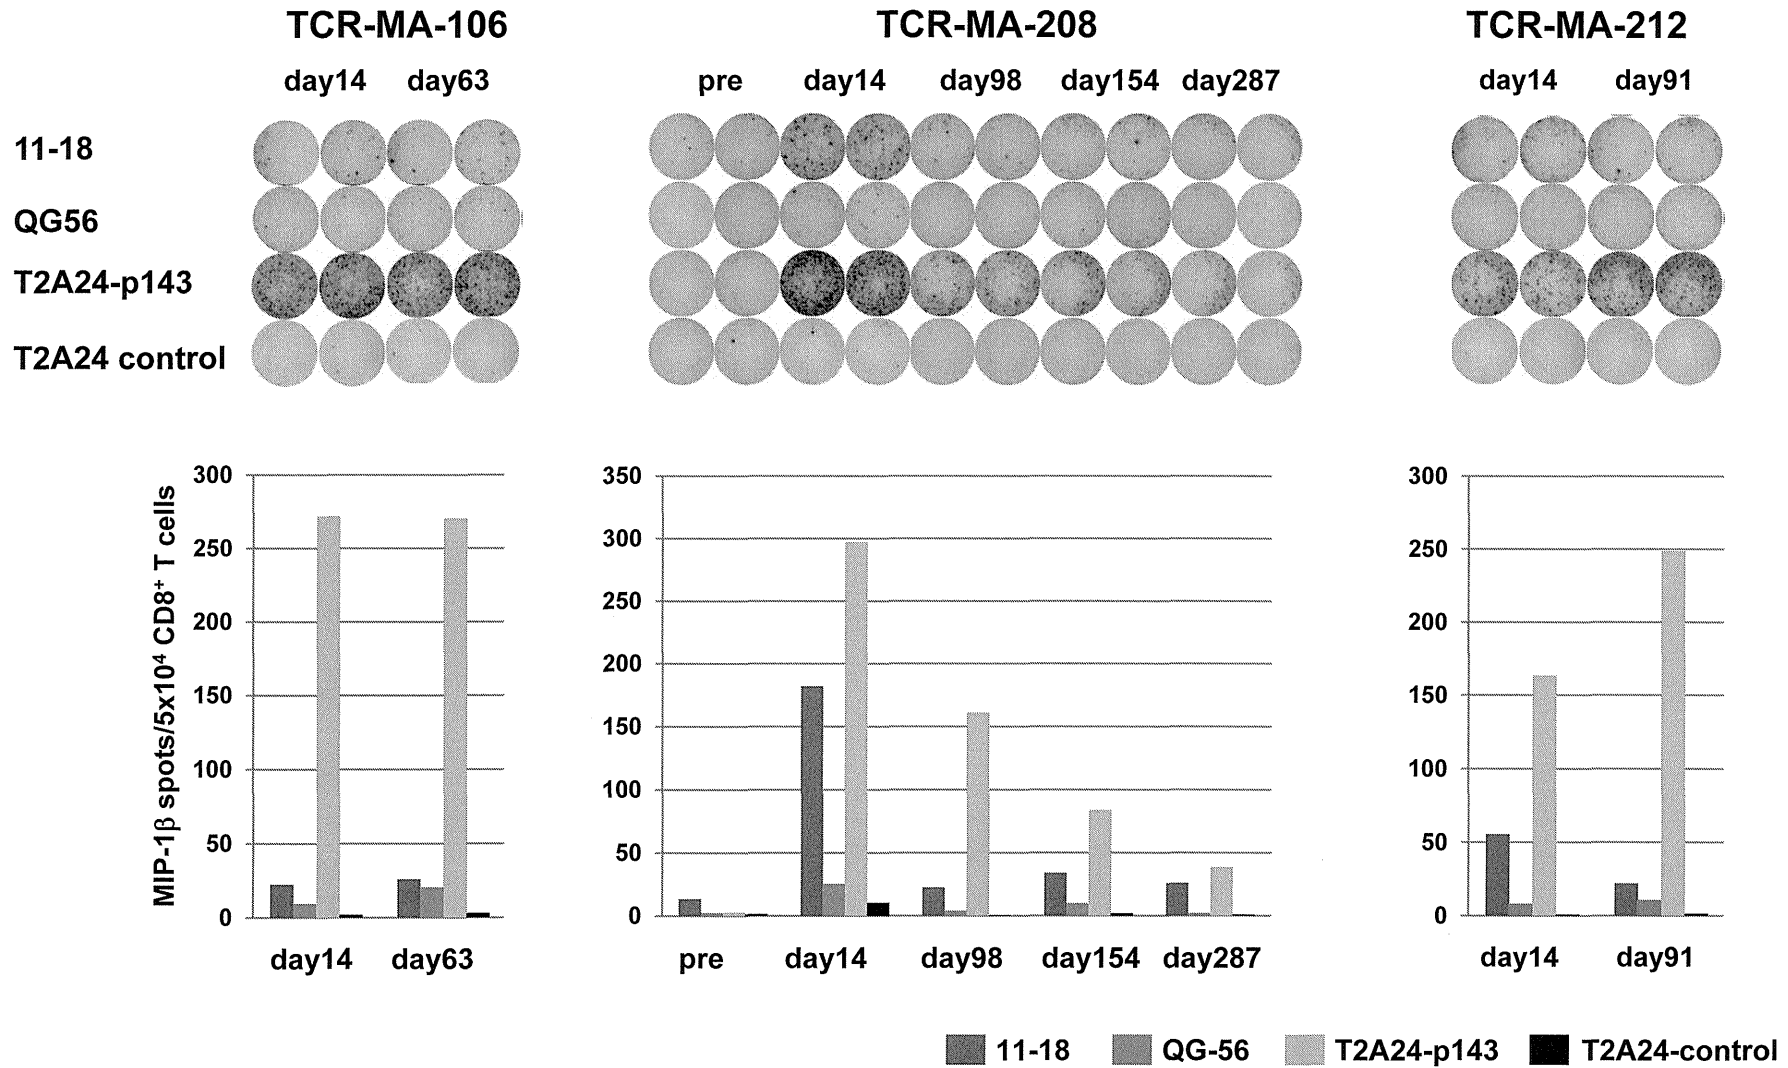 TCR-MA-106 TCR-MA-208 TCR-MA-212
day14 day63 pre day14 day98 day154 day287 day14 day91
11-18
QG56
T2A24-p143
T2A24 control
MIP-1β spots/5x10⁴ CD8⁺ T cells
300
250
200
150
100
50
0
day14 day63
350
300
250
200
150
100
50
0
pre day14 day98 day154 day287
300
250
200
150
100
50
0
day14 day91
11-18 QG-56 T2A24-p143 T2A24-control